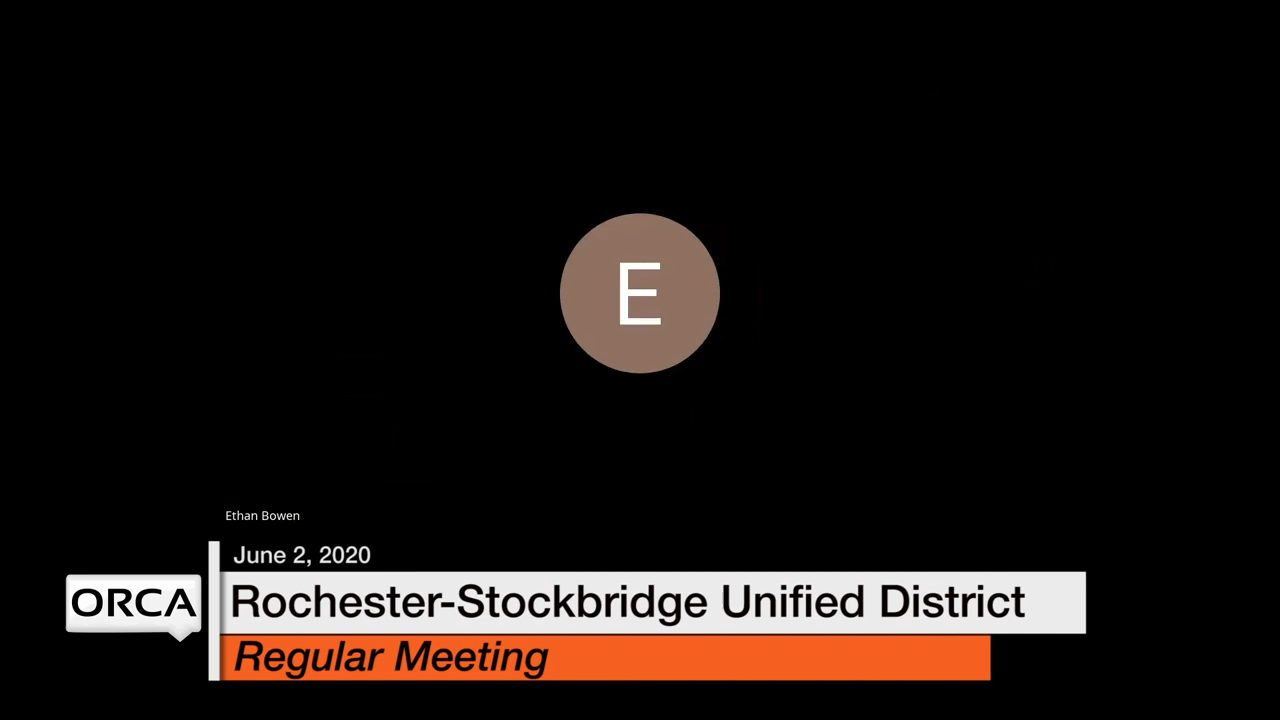 E
Ethan Bowen
June 2, 2020
ORCA
Rochester-Stockbridge Unified District
Regular Meeting